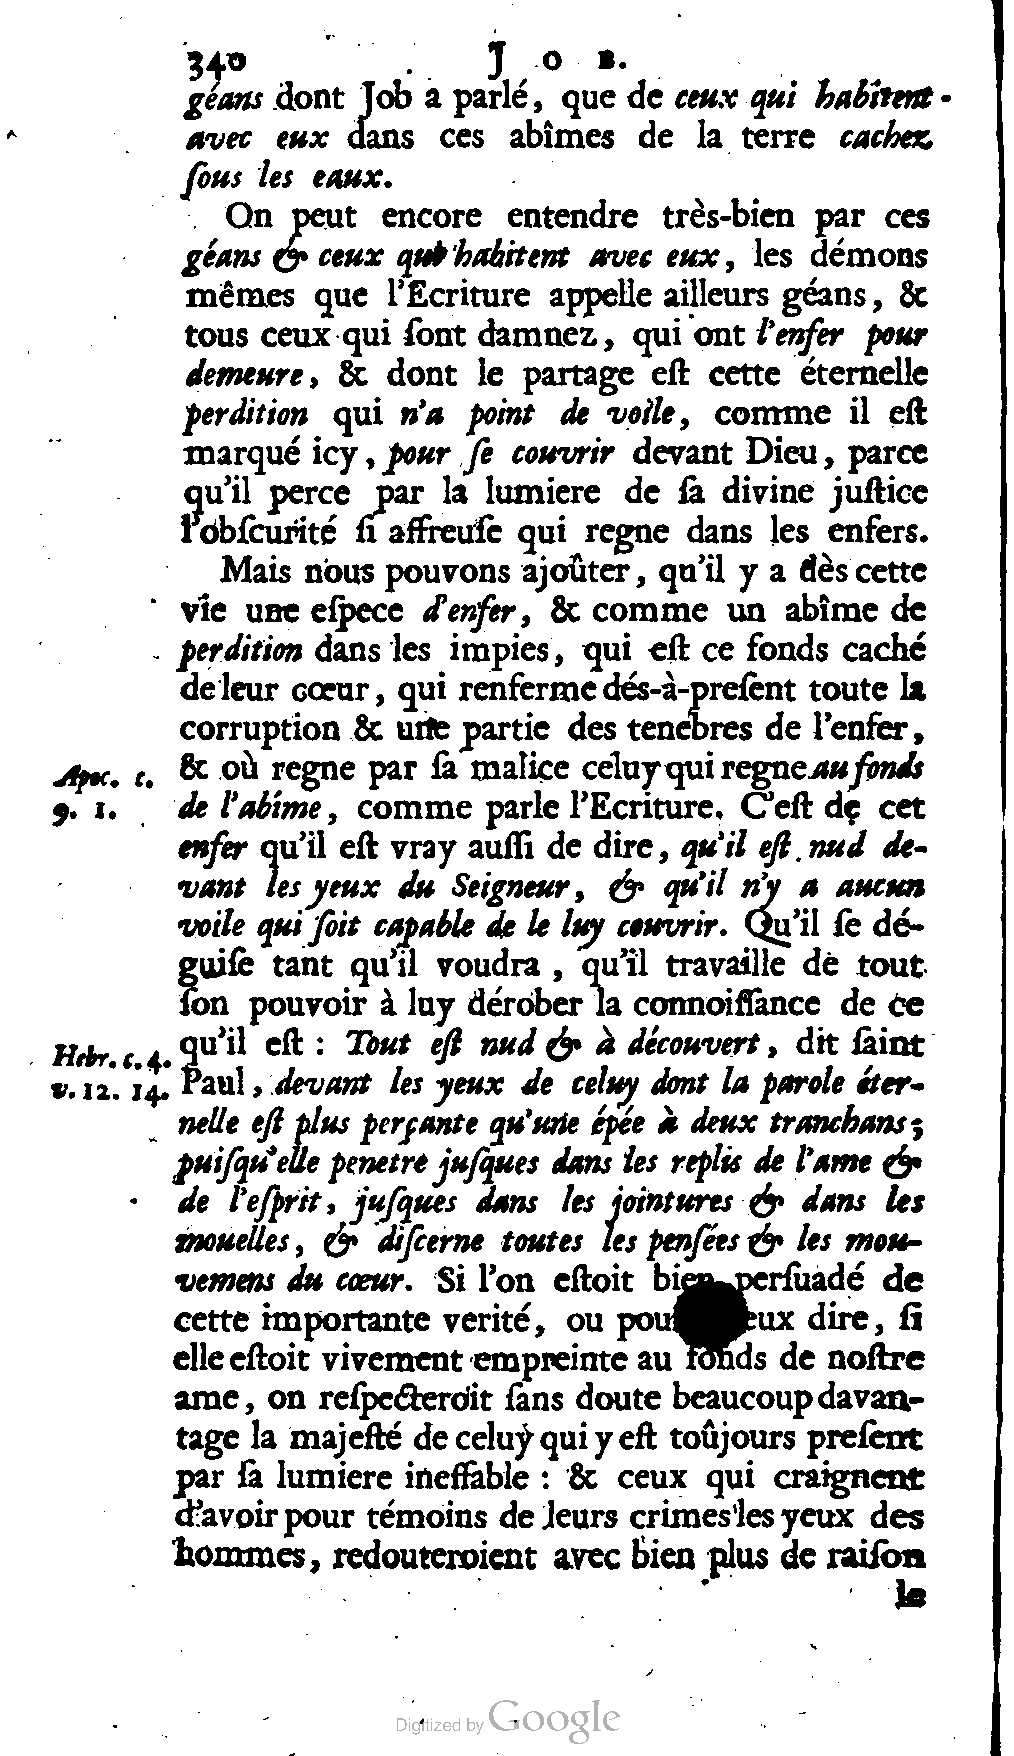 340 JOB.
géans dont Job a parlé, que de ceux qui habitent
avec eux dans ces abîmes de la terre cachez
ſous les eaux.
On peut encore entendre très-bien par ces
géans & ceux qui habitent avec eux, les démons
mêmes que l'Ecriture appelle ailleurs géans, &
tous ceux qui ſont damnez, qui ont l'enfer pour
demeure, & dont le partage eſt cette éternelle
perdition qui n'a point de voile, comme il eſt
marqué icy, pour ſe couvrir devant Dieu, parce
qu'il perce par la lumiere de ſa divine juſtice
l'obſcurité ſi affreuſe qui regne dans les enfers.
Mais nous pouvons ajoûter, qu'il y a dès cette
vie une eſpece d'enfer, & comme un abîme de
perdition dans les impies, qui eſt ce fonds caché
de leur cœur, qui renferme dés-à-preſent toute la
corruption & une partie des tenebres de l'enfer,
Apoc. c.
9. 1.
& où regne par ſa malice celuy qui regne au fonds
de l'abîme, comme parle l'Ecriture. C'eſt de cet
enfer qu'il eſt vray auſſi de dire, qu'il eſt nud de-
vant les yeux du Seigneur, & qu'il n'y a aucun
voile qui ſoit capable de le luy couvrir. Qu'il ſe dé-
guiſe tant qu'il voudra, qu'il travaille de tout
ſon pouvoir à luy dérober la connoiſſance de ce
Hebr. c. 4.
v. 12. 14.
qu'il eſt : Tout eſt nud & à découvert, dit ſaint
Paul, devant les yeux de celuy dont la parole éter-
nelle eſt plus perçante qu'une épée à deux tranchans;
puiſqu'elle penetre juſques dans les replis de l'ame &
de l'eſprit, juſques dans les jointures & dans les
mouelles, & diſcerne toutes les penſées & les mou-
vemens du cœur. Si l'on eſtoit bien perſuadé de
cette importante verité, ou dire, ſi
elle eſtoit vivement empreinte au fonds de noſtre
ame, on reſpecteroit ſans doute beaucoup davan-
tage la majeſté de celuy qui y eſt toûjours preſent
par ſa lumiere ineffable : & ceux qui craignent
d'avoir pour témoins de leurs crimes les yeux des
hommes, redouteroient avec bien plus de raiſon
le
Digitized by Google